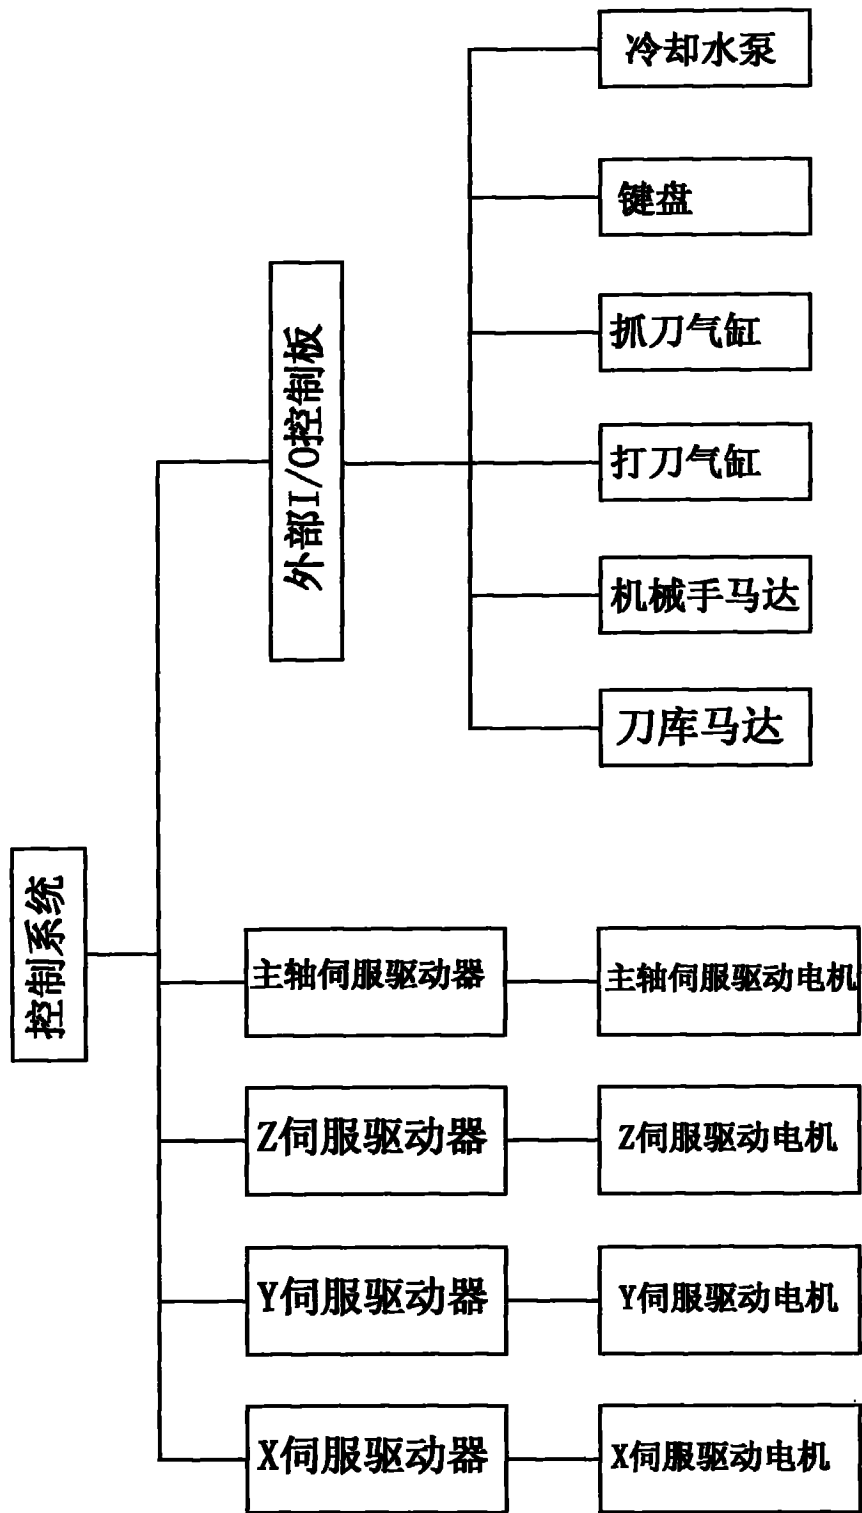 冷却水泵
键盘
抓刀气缸
打刀气缸
机械手马达
刀库马达
外部I/O控制板
控制系统
主轴伺服驱动器
主轴伺服驱动电机
Z伺服驱动器
Z伺服驱动电机
Y伺服驱动器
Y伺服驱动电机
X伺服驱动器
X伺服驱动电机